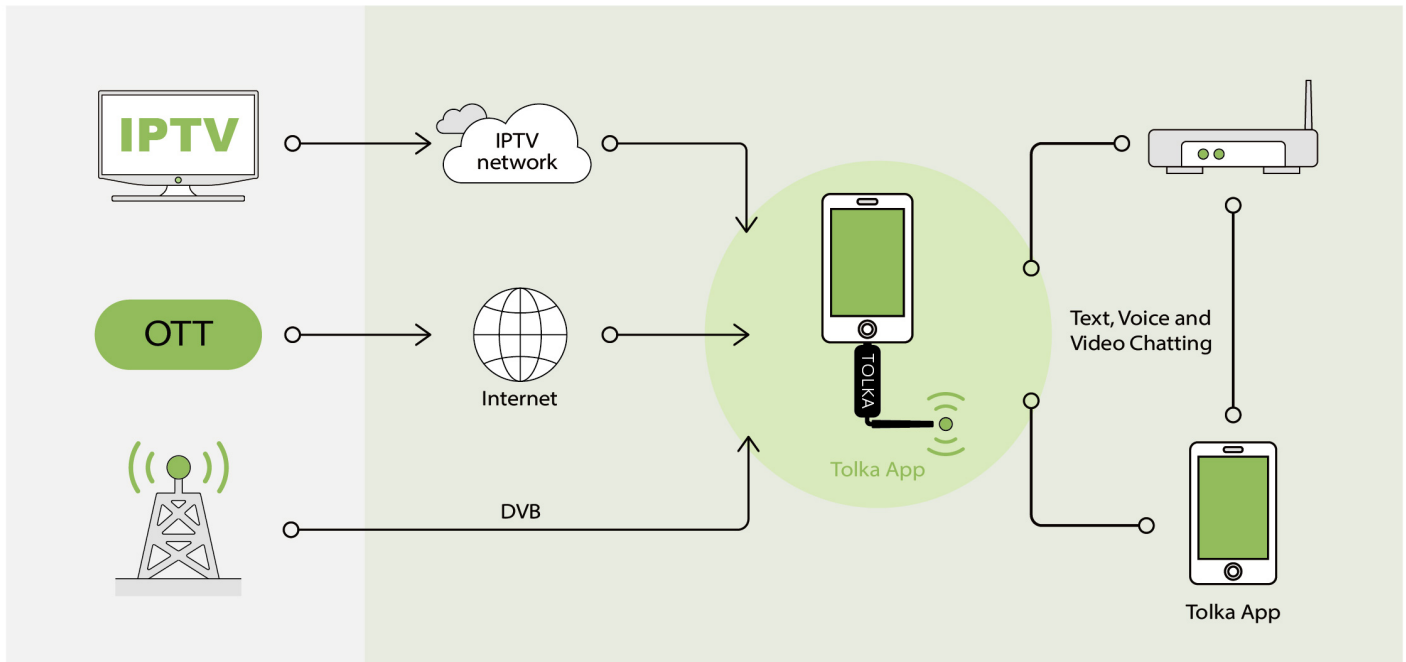 IPTV
IPTV
network
OTT
Internet
DVB
TOLKA
Tolka App
Text, Voice and
Video Chatting
Tolka App